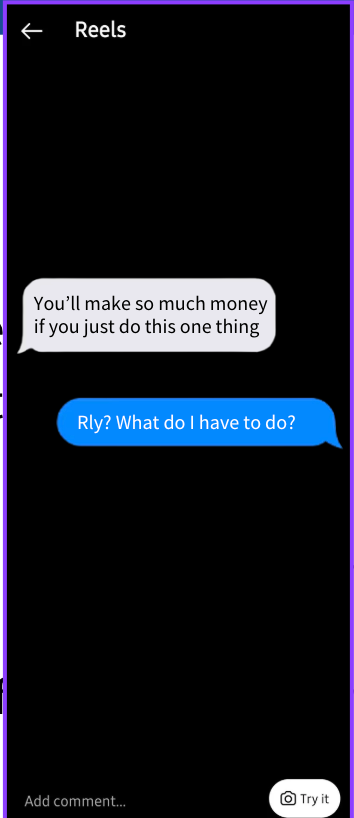 Reels
You’ll make so much money
if you just do this one thing
Rly? What do I have to do?
Add comment...
Try it